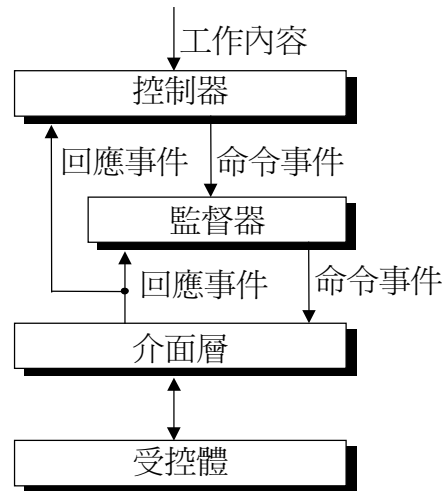 工作內容
控制器
回應事件
命令事件
監督器
回應事件
命令事件
介面層
受控體